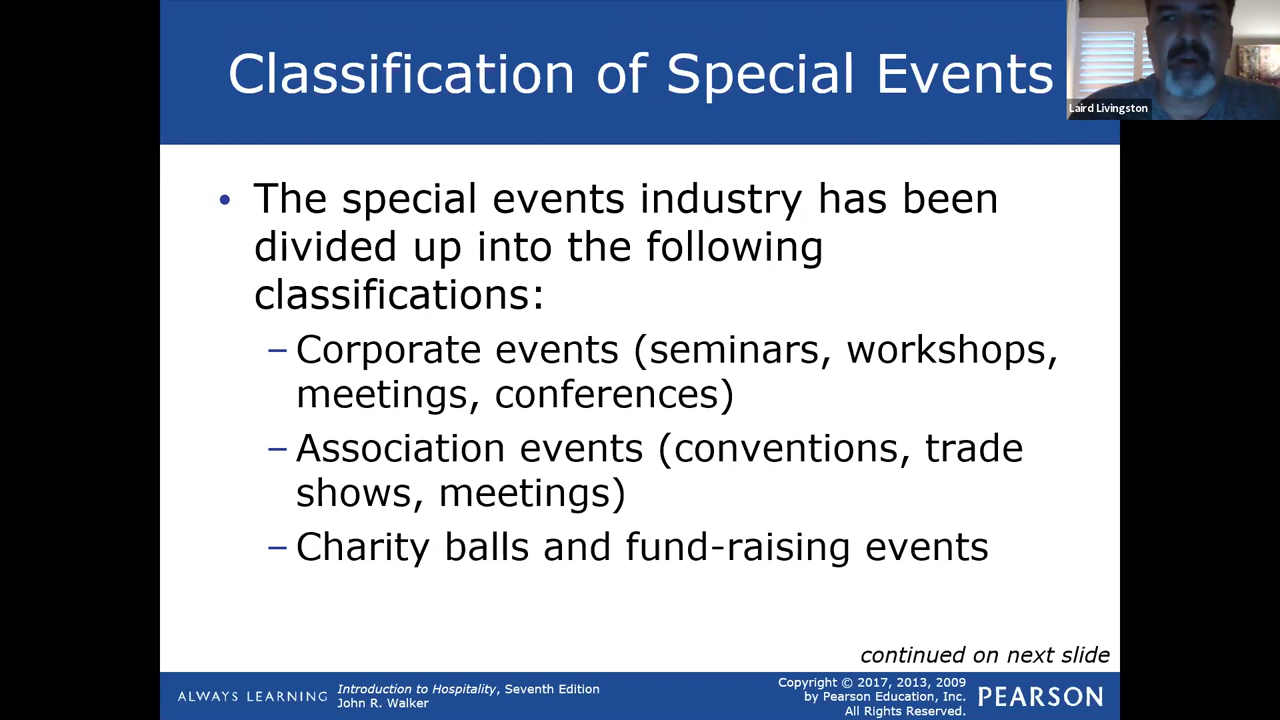 Classification of Special Events
Laird Livingston
• The special events industry has been
divided up into the following
classifications:
– Corporate events (seminars, workshops,
meetings, conferences)
– Association events (conventions, trade
shows, meetings)
– Charity balls and fund-raising events
continued on next slide
ALWAYS LEARNING
Introduction to Hospitality, Seventh Edition
John R. Walker
Copyright © 2017, 2013, 2009
by Pearson Education, Inc.
All Rights Reserved.
PEARSON